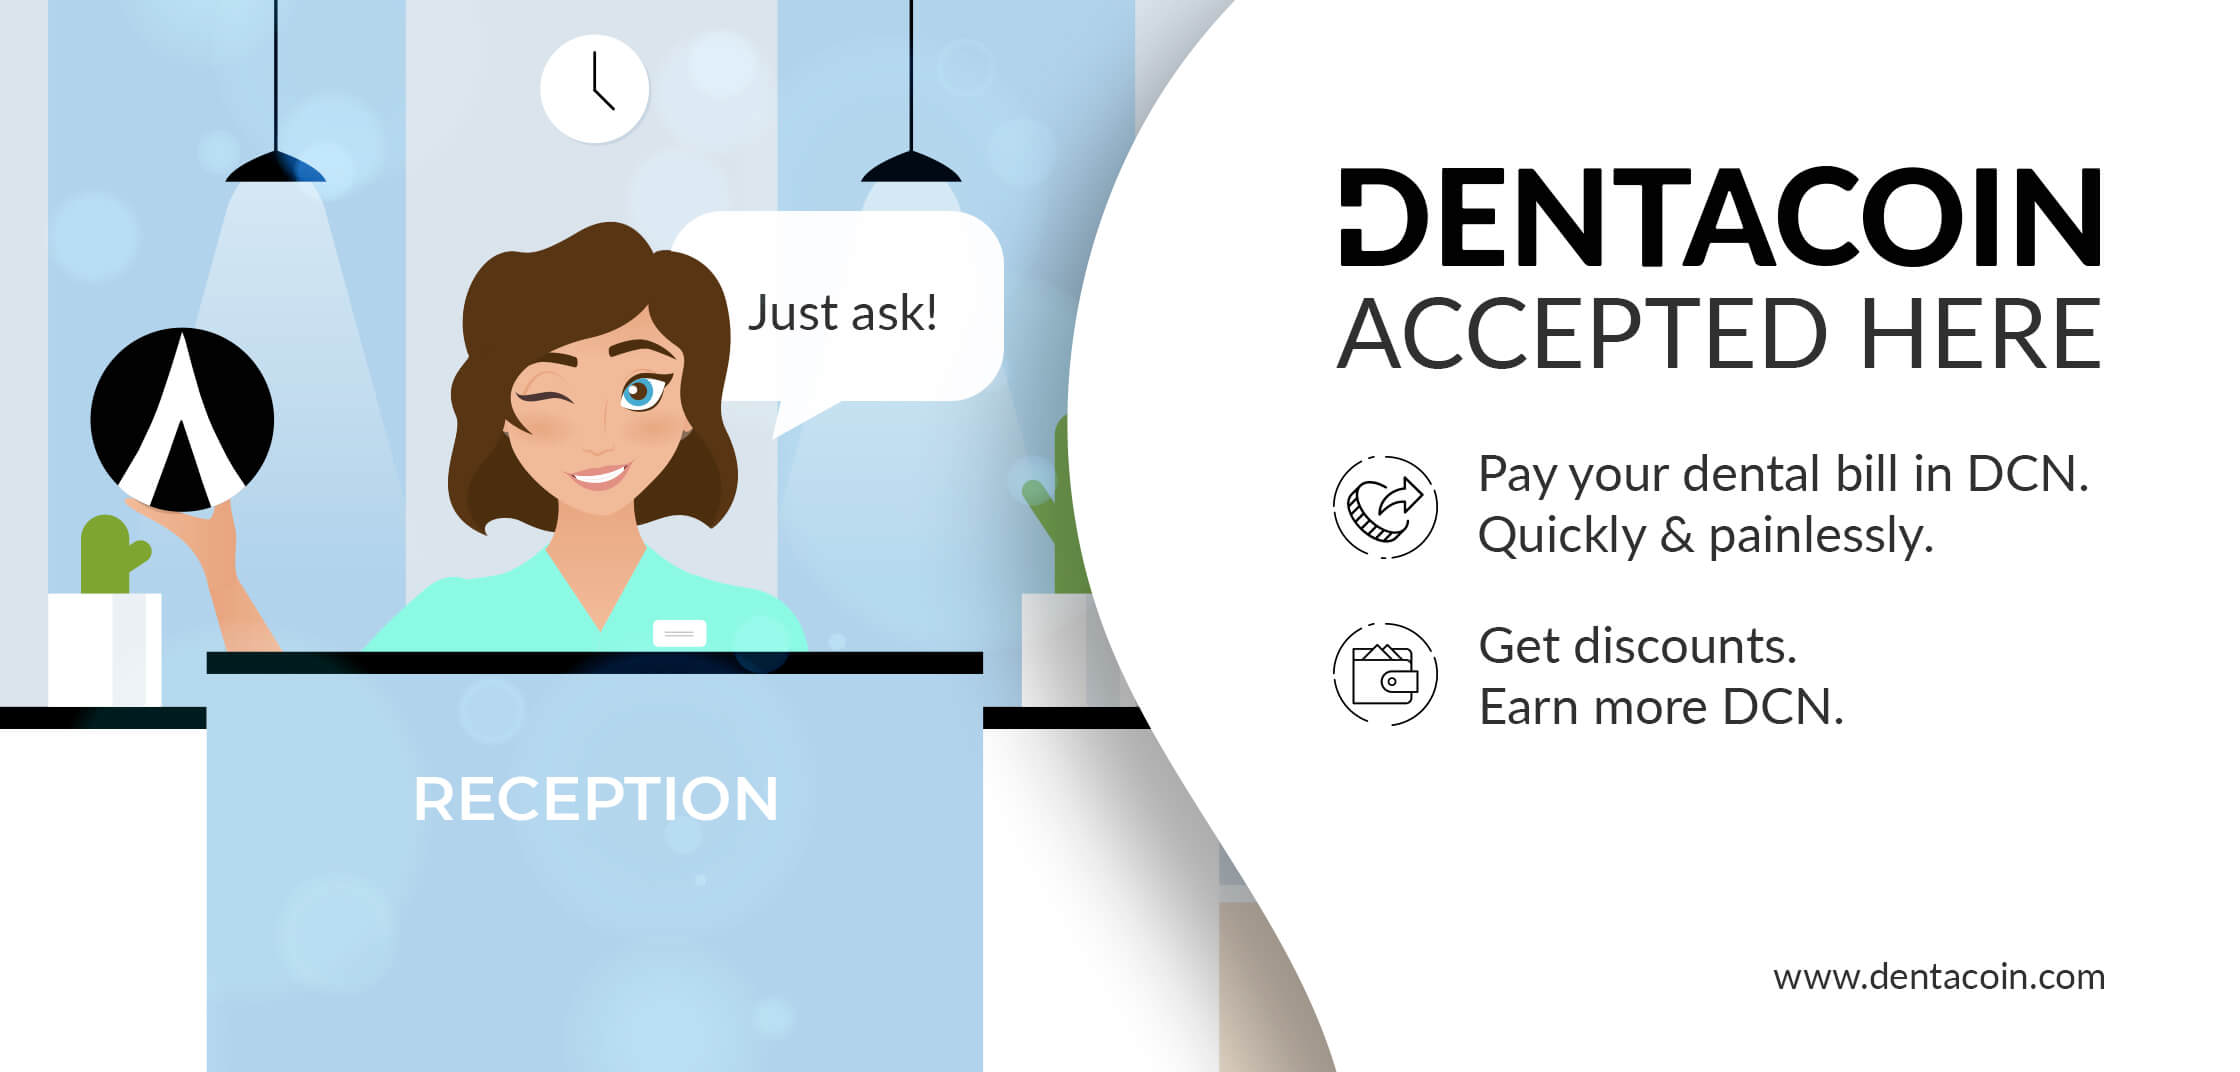 Just ask!
RECEPTION
DENTACOIN
ACCEPTED HERE
Pay your dental bill in DCN.
Quickly & painlessly.
Get discounts.
Earn more DCN.
www.dentacoin.com